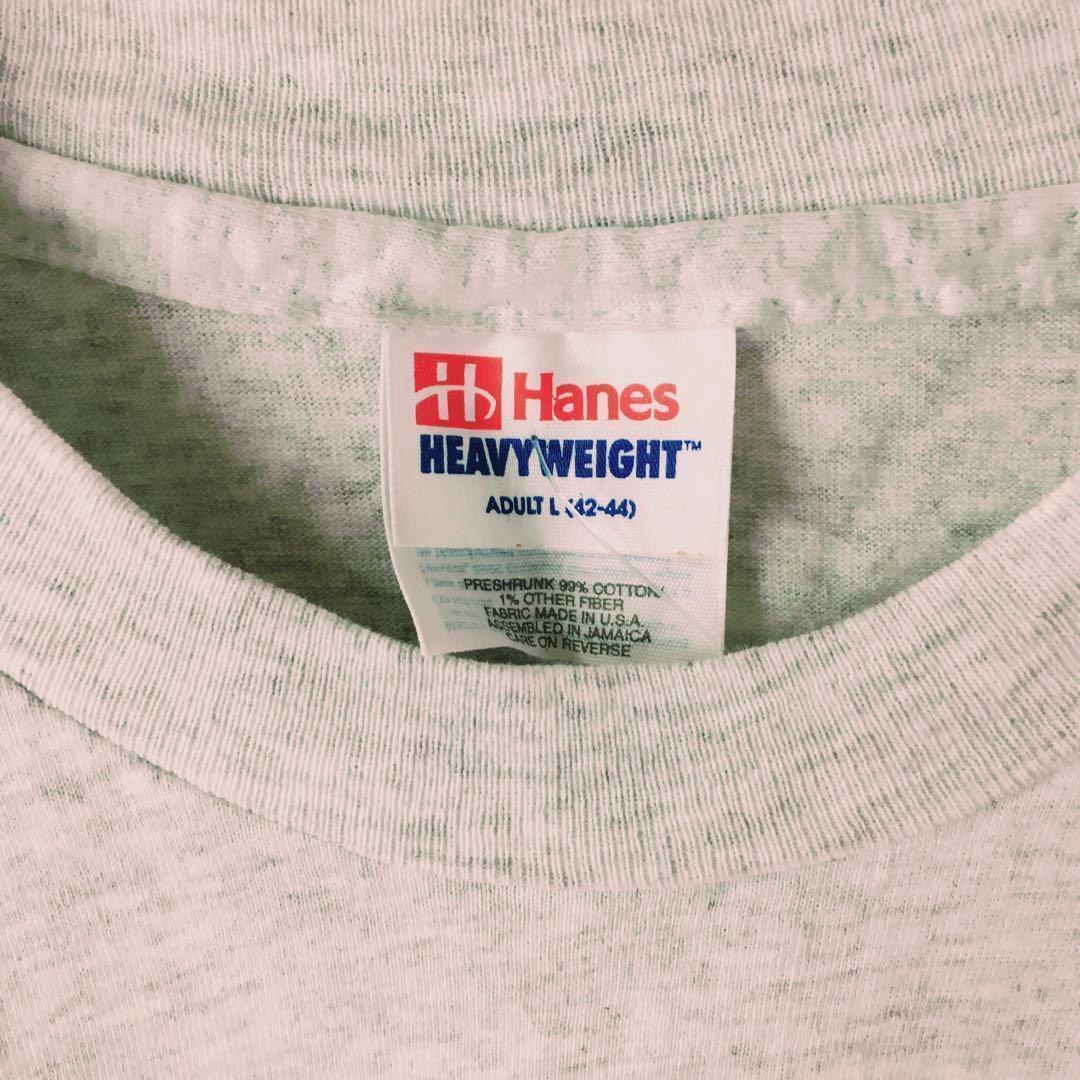 H Hanes
HEAVYWEIGHT™
ADULT L (42-44)
PRESHRUNK 99% COTTON
1% OTHER FIBER
FABRIC MADE IN U.S.A.
ASSEMBLED IN JAMAICA
CARE ON REVERSE